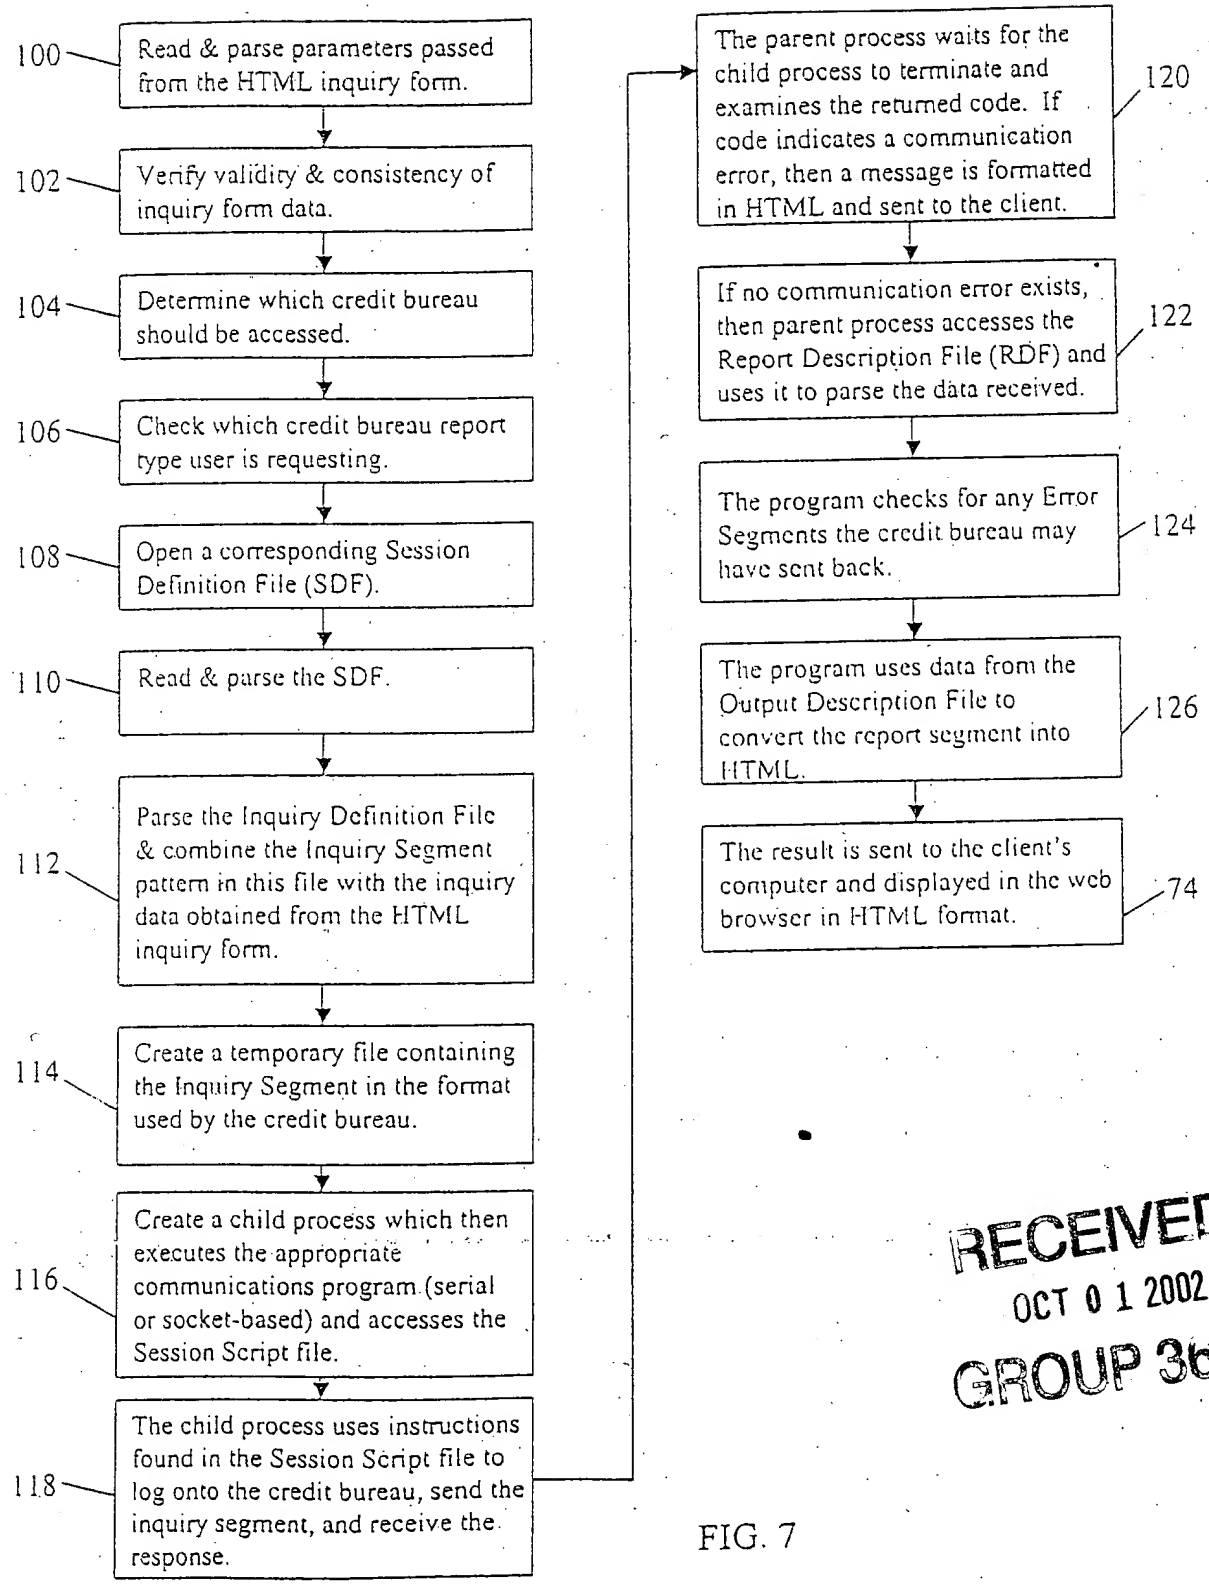 100
Read & parse parameters passed
from the HTML inquiry form.
102
Verify validity & consistency of
inquiry form data.
104
Determine which credit bureau
should be accessed.
106
Check which credit bureau report
type user is requesting.
108
Open a corresponding Session
Definition File (SDF).
110
Read & parse the SDF.
112
Parse the Inquiry Definition File
& combine the Inquiry Segment
pattern in this file with the inquiry
data obtained from the HTML
inquiry form.
114
Create a temporary file containing
the Inquiry Segment in the format
used by the credit bureau.
116
Create a child process which then
executes the appropriate
communications program (serial
or socket-based) and accesses the
Session Script file.
118
The child process uses instructions
found in the Session Script file to
log onto the credit bureau, send the
inquiry segment, and receive the
response.
The parent process waits for the
child process to terminate and
examines the returned code. If
code indicates a communication
error, then a message is formatted
in HTML and sent to the client.
120
If no communication error exists,
then parent process accesses the
Report Description File (RDF) and
uses it to parse the data received.
122
The program checks for any Error
Segments the credit bureau may
have sent back.
124
The program uses data from the
Output Description File to
convert the report segment into
HTML.
126
The result is sent to the client's
computer and displayed in the web
browser in HTML format.
74
RECEIVED
OCT 0 1 2002
GROUP 36
FIG. 7